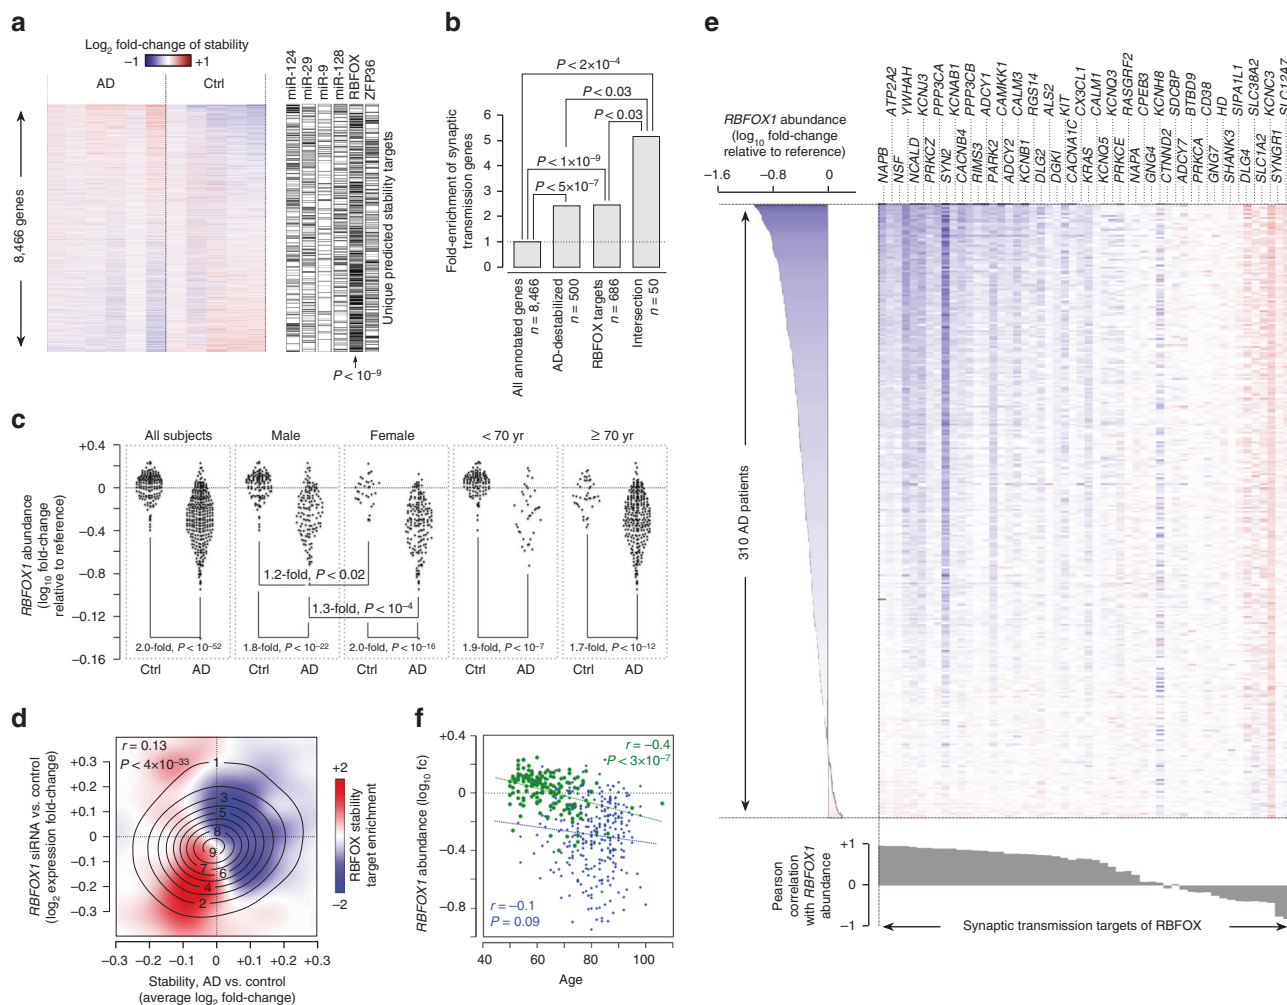 a
Log2 fold-change of stability
−1 +1
AD Ctrl
8,466 genes
miR-124
miR-29
miR-9
miR-128
RBFOX
ZFP36
Unique predicted stability targets
P < 10−9
b
Fold-enrichment of synaptic
transmission genes
6
5
4
3
2
1
0
P < 2×10−4
P < 0.03
P < 0.03
P < 1×10−9
P < 5×10−7
All annotated genes
n = 8,466
AD-destabilized
n = 500
RBFOX targets
n = 686
Intersection
n = 50
c
RBFOX1 abundance
(log10 fold-change
relative to reference)
+0.4
0
−0.4
−0.8
−0.12
−0.16
All subjects Male Female < 70 yr ≥ 70 yr
1.2-fold, P < 0.02
1.3-fold, P < 10−4
2.0-fold, P < 10−52
1.8-fold, P < 10−22
2.0-fold, P < 10−16
1.9-fold, P < 10−7
1.7-fold, P < 10−12
Ctrl AD Ctrl AD Ctrl AD Ctrl AD Ctrl AD
d
RBFOX1 siRNA vs. control
(log2 expression fold-change)
+0.3
+0.2
+0.1
0
−0.1
−0.2
−0.3
r = 0.13
P < 4×10−33
1
3
5
8
9
7
6
4
2
−0.3 −0.2 −0.1 0 +0.1 +0.2 +0.3
Stability, AD vs. control
(average log2 fold-change)
+2
−2
RBFOX stability
target enrichment
f
RBFOX1 abundance (log10 fc)
+0.4
0
−0.4
−0.8
r = −0.4
P < 3×10−7
r = −0.1
P = 0.09
40 60 80 100
Age
e
RBFOX1 abundance
(log10 fold-change
relative to reference)
−1.6 −0.8 0
310 AD patients
ATP2A2
YWHAH
KCNJ3
PPP3CA
KCNAB1
PPP3CB
ADCY1
CAMKK1
CALM3
RGS14
ALS2
KIT
CX3CL1
CALM1
KCNQ3
RASGRF2
CPEB3
KCNH8
SDCBP
BTBD9
CD38
HD
SIPA1L1
SLC38A2
KCNC3
SLC12A7
NAPB
NSF
NCALD
PRKCZ
SYN2
CACNB4
RIMS3
PARK2
ADCY2
KCNB1
DLG2
DGKI
CACNA1C
KRAS
KCNQ5
PRKCE
NAPA
GNG4
CTNND2
ADCY7
PRKCA
GNG7
SHANK3
DLG4
SLC1A2
SYNGR1
Pearson
correlation
with RBFOX1
abundance
+1
0
−1
Synaptic transmission targets of RBFOX